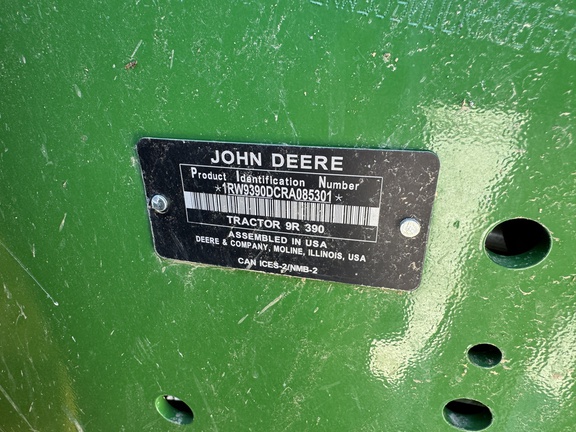 JOHN DEERE
Product Identification Number
*1RW9390DCRA085301*
TRACTOR 9R 390
ASSEMBLED IN USA
DEERE & COMPANY, MOLINE, ILLINOIS, USA
CAN ICES-2/NMB-2